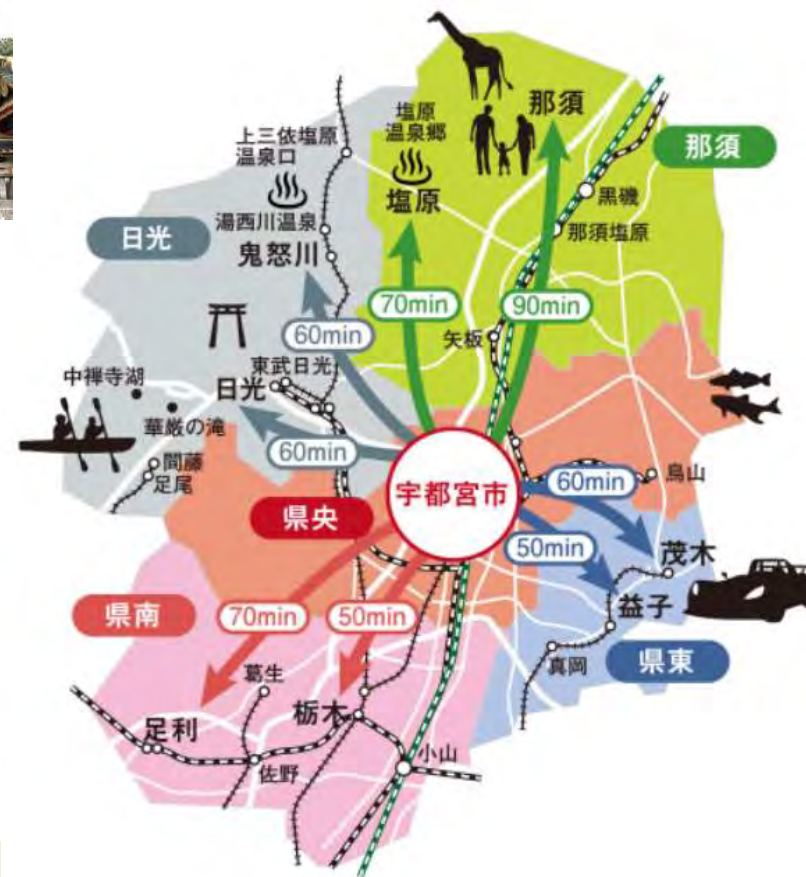 上三依塩原
温泉口
塩原
温泉郷
那須
那須
塩原
黒磯
湯西川温泉
日光
鬼怒川
那須塩原
70min
90min
60min
矢板
東武日光
中禅寺湖
日光
華厳の滝
60min
間藤
足尾
宇都宮市
烏山
60min
県央
50min
茂木
県南
70min
50min
益子
県東
真岡
葛生
栃木
足利
小山
佐野